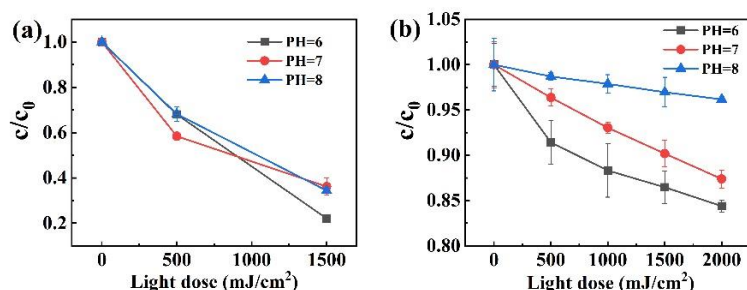 (a)
PH=6
PH=7
PH=8
c/c0
1.0
0.8
0.6
0.4
0.2
0 500 1000 1500
Light dose (mJ/cm²)
(b)
PH=6
PH=7
PH=8
c/c0
1.05
1.00
0.95
0.90
0.85
0.80
0 500 1000 1500 2000
Light dose (mJ/cm²)